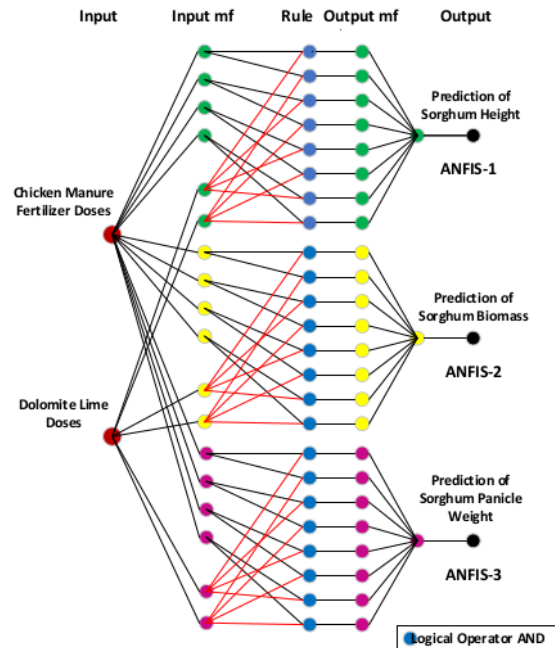 Input Input mf Rule Output mf Output
Prediction of
Sorghum Height
ANFIS-1
Chicken Manure
Fertilizer Doses
Prediction of
Sorghum Biomass
ANFIS-2
Dolomite Lime
Doses
Prediction of
Sorghum Panicle
Weight
ANFIS-3
Logical Operator AND